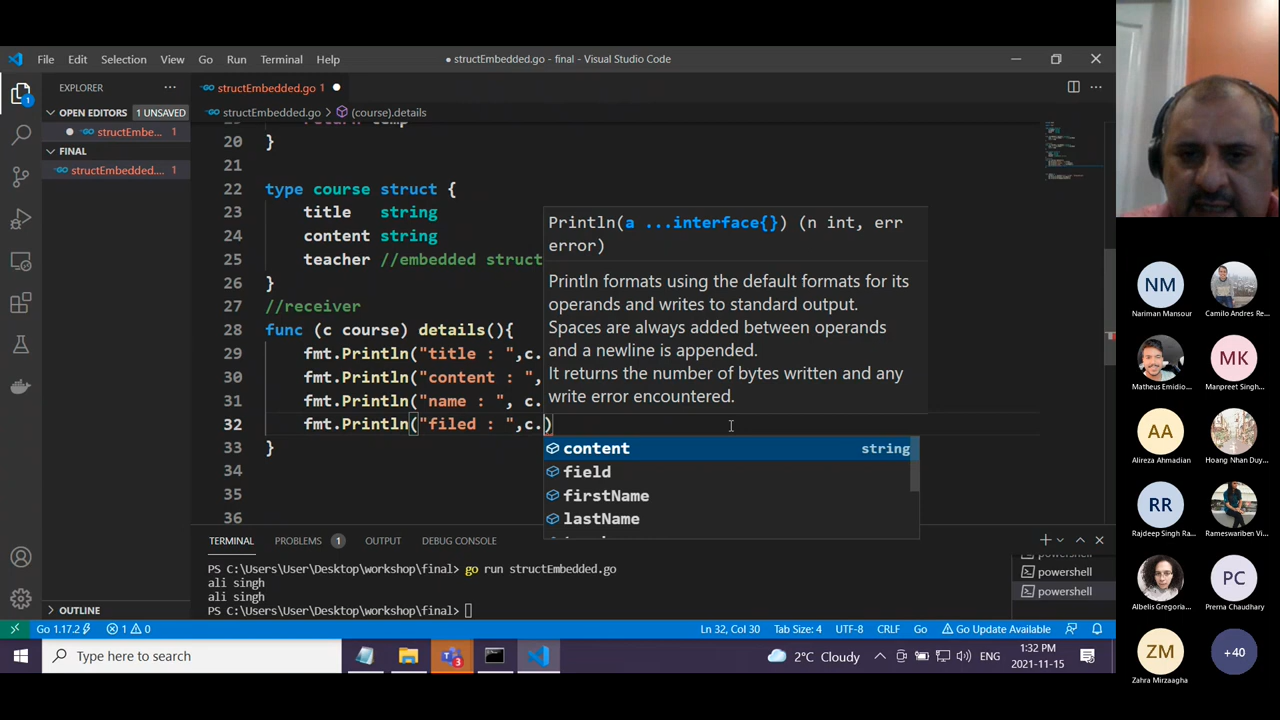 File Edit Selection View Go Run Terminal Help
● structEmbedded.go - final - Visual Studio Code
EXPLORER
structEmbedded.go 1
OPEN EDITORS 1 UNSAVED
structEmbe... 1
FINAL
structEmbedded.... 1
structEmbedded.go > (course).details
20 }
21
22 type course struct {
23 title string
24 content string
25 teacher //embedded struct
26 }
27 //receiver
28 func (c course) details(){
29 fmt.Println("title : ",c.
30 fmt.Println("content : ",
31 fmt.Println("name : ", c.
32 fmt.Println("filed : ",c.)
33 }
34
35
36
Println(a ...interface{}) (n int, err
error)
Println formats using the default formats for its
operands and writes to standard output.
Spaces are always added between operands
and a newline is appended.
It returns the number of bytes written and any
write error encountered.
content string
field
firstName
lastName
TERMINAL PROBLEMS 1 OUTPUT DEBUG CONSOLE
PS C:\Users\User\Desktop\workshop\final> go run structEmbedded.go
ali singh
ali singh
PS C:\Users\User\Desktop\workshop\final>
powershell
powershell
OUTLINE
Go 1.17.2 1 0
Ln 32, Col 30 Tab Size: 4 UTF-8 CRLF Go Go Update Available
Type here to search
3
2°C Cloudy
ENG
1:32 PM
2021-11-15
1
NM
Nariman Mansour
Camilo Andres Re...
Matheus Emidio...
MK
Manpreet Singh...
AA
Alireza Ahmadian
Hoang Nhan Duy...
RR
Rajdeep Singh Ra...
Rameswariben Vi...
Albelis Gregoria...
PC
Prerna Chaudhary
ZM
Zahra Mirzaagha
+40